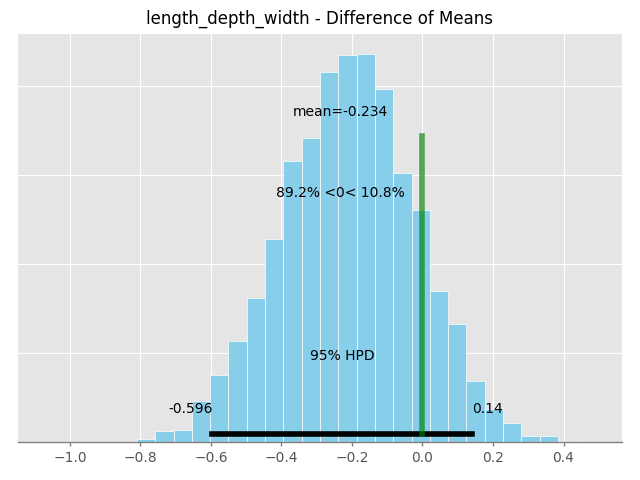 length_depth_width - Difference of Means
mean=-0.234
89.2% <0< 10.8%
95% HPD
-0.596 0.14
−1.0 −0.8 −0.6 −0.4 −0.2 0.0 0.2 0.4